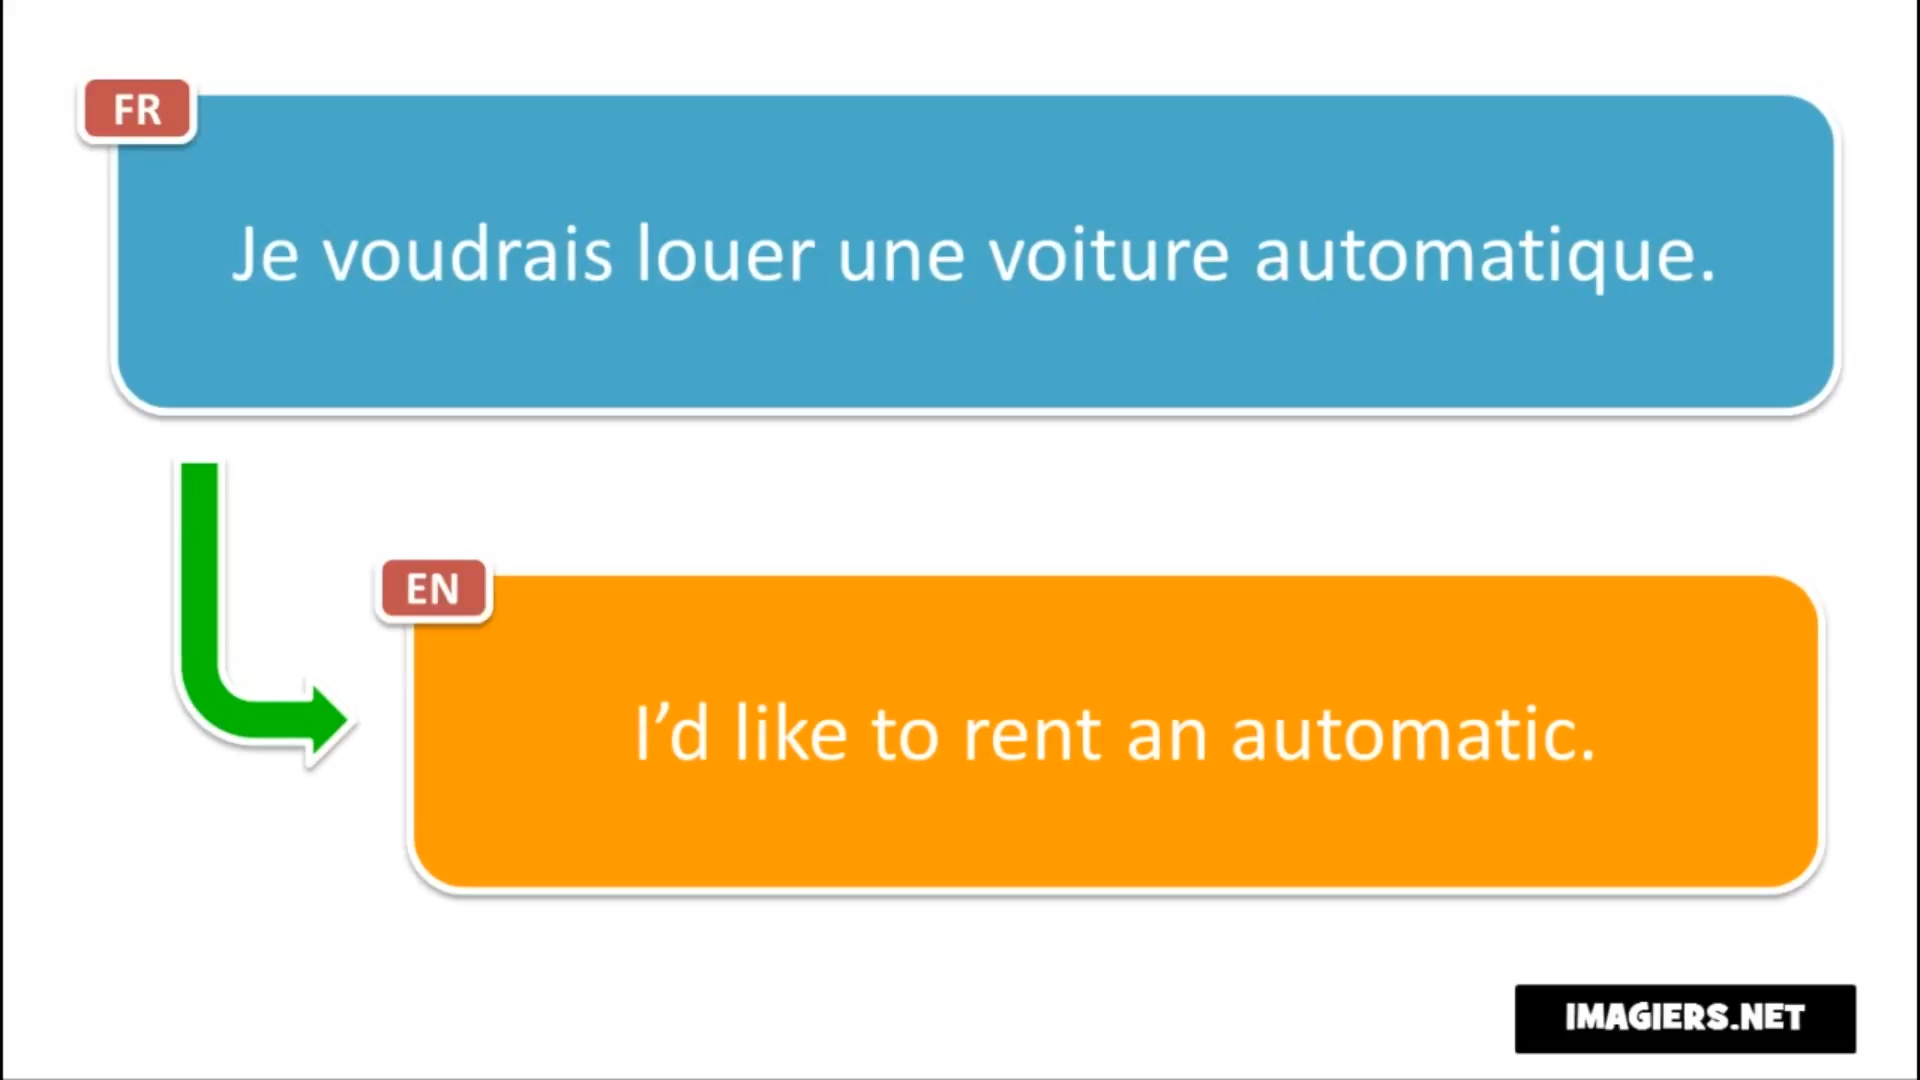 FR
Je voudrais louer une voiture automatique.
EN
I’d like to rent an automatic.
IMAGIERS.NET